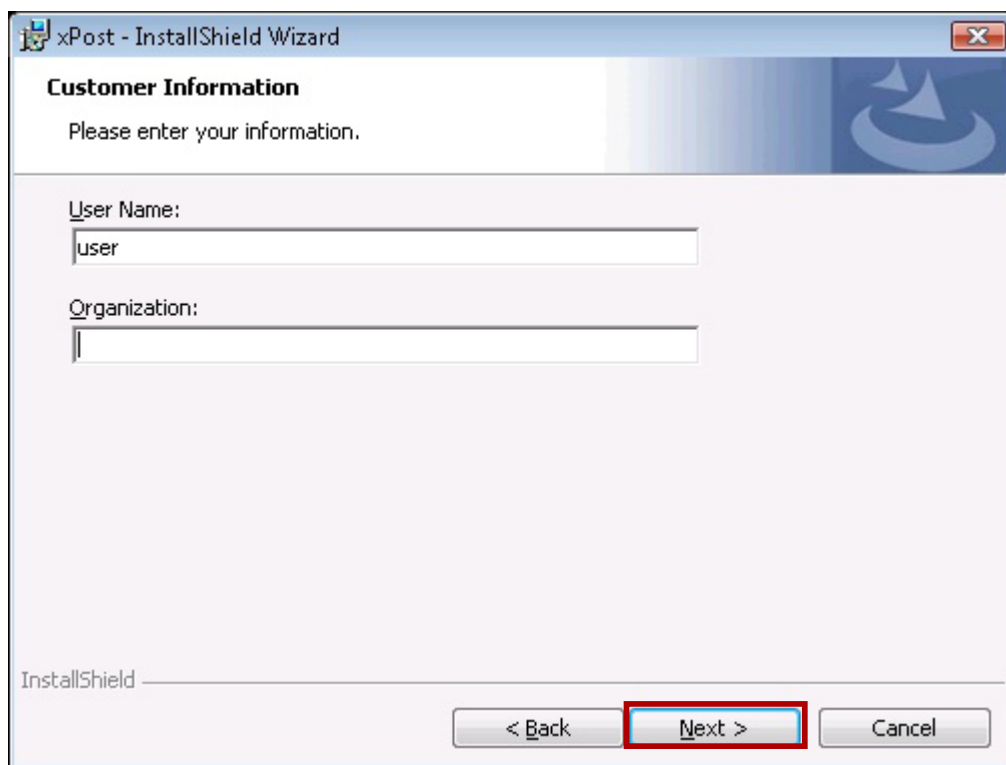 xPost - InstallShield Wizard
Customer Information
Please enter your information.
User Name:
user
Organization:
InstallShield
< Back
Next >
Cancel